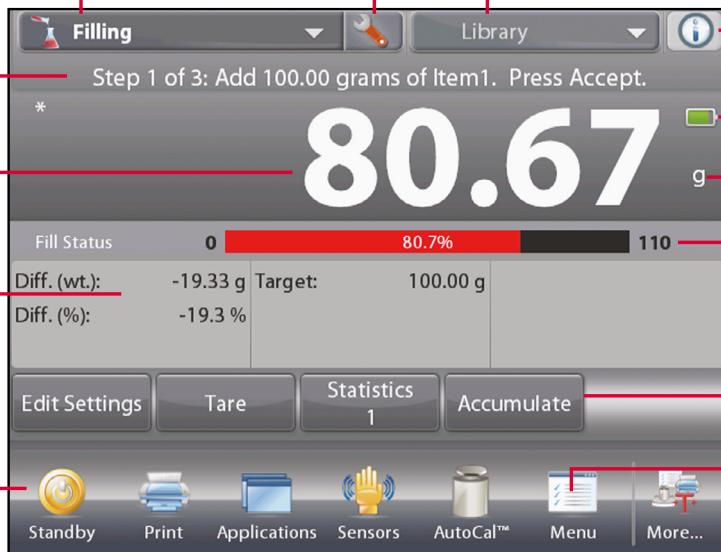 Filling Library
Step 1 of 3: Add 100.00 grams of Item1. Press Accept.
*
80.67 g
Fill Status 0 80.7% 110
Diff. (wt.): -19.33 g Target: 100.00 g
Diff. (%): -19.3 %
Edit Settings Tare Statistics 1 Accumulate
Standby Print Applications Sensors AutoCal™ Menu More...